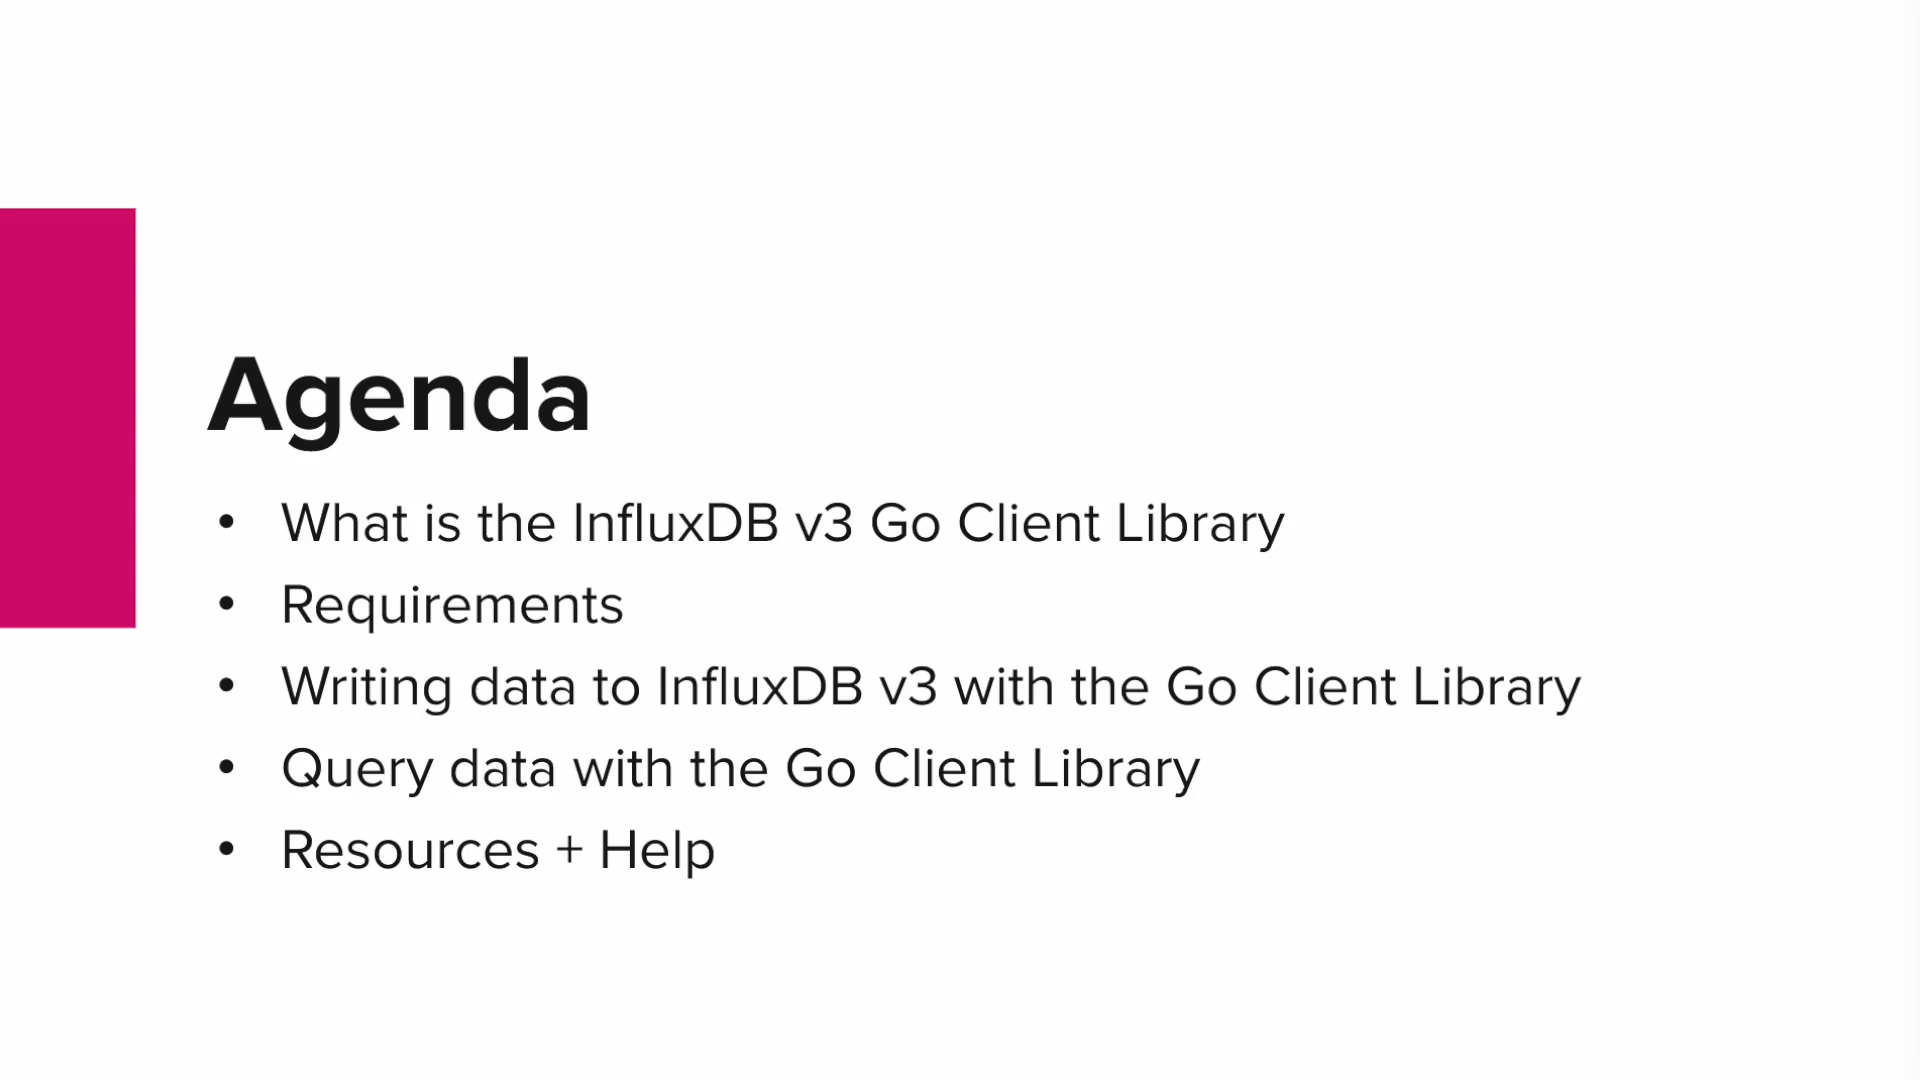 Agenda
• What is the InfluxDB v3 Go Client Library
• Requirements
• Writing data to InfluxDB v3 with the Go Client Library
• Query data with the Go Client Library
• Resources + Help